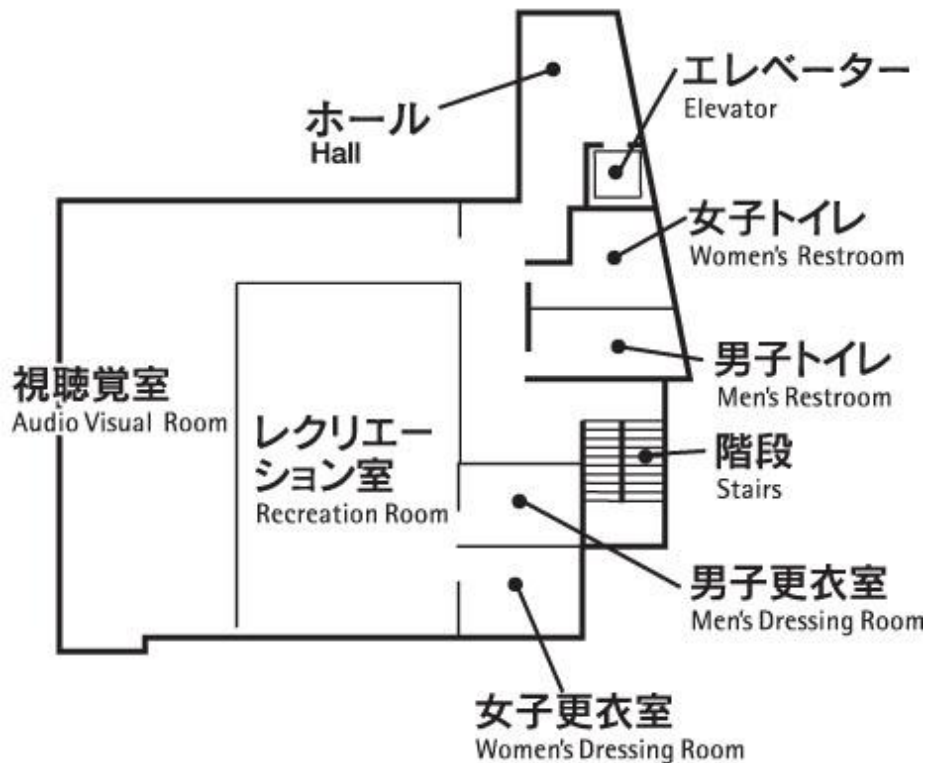 エレベーター
Elevator
ホール
Hall
女子トイレ
Women's Restroom
男子トイレ
Men's Restroom
視聴覚室
Audio Visual Room
レクリエー
ション室
Recreation Room
階段
Stairs
男子更衣室
Men's Dressing Room
女子更衣室
Women's Dressing Room